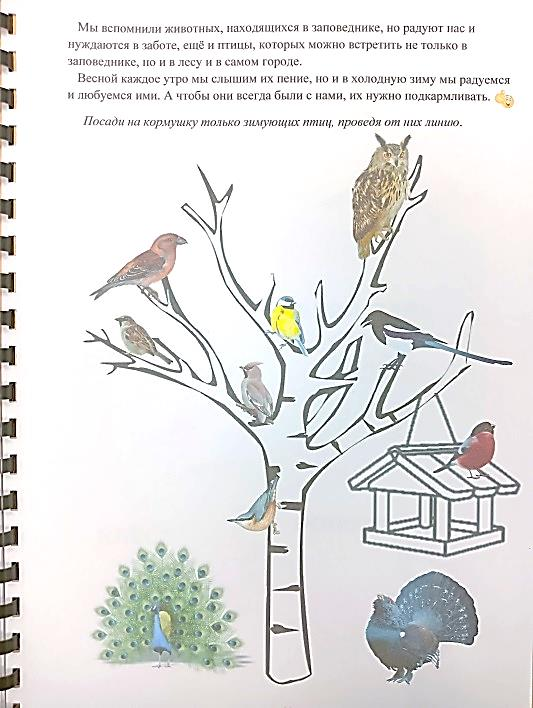 Мы вспомнили животных, находящихся в заповеднике, но радуют нас и
нуждаются в заботе, ещё и птицы, которых можно встретить не только в
заповеднике, но и в лесу и в самом городе.
Весной каждое утро мы слышим их пение, но и в холодную зиму мы радуемся
и любуемся ими. А чтобы они всегда были с нами, их нужно подкармливать.
Посади на кормушку только зимующих птиц, проведя от них линию.